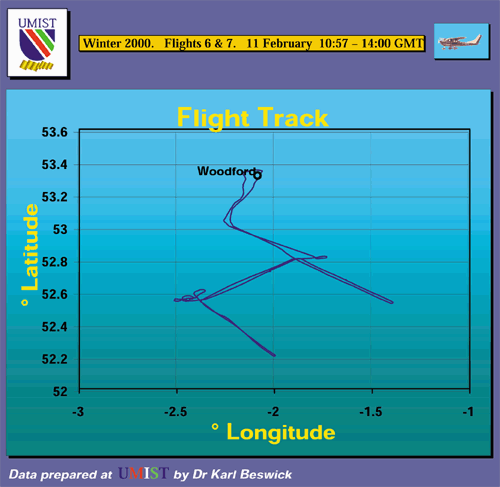 UMIST
Winter 2000. Flights 6 & 7. 11 February 10:57 – 14:00 GMT
Flight Track
53.6
53.4
Woodford
53.2
53
52.8
52.6
52.4
52.2
52
° Latitude
-3
-2.5
-2
-1.5
-1
° Longitude
Data prepared at UMIST by Dr Karl Beswick